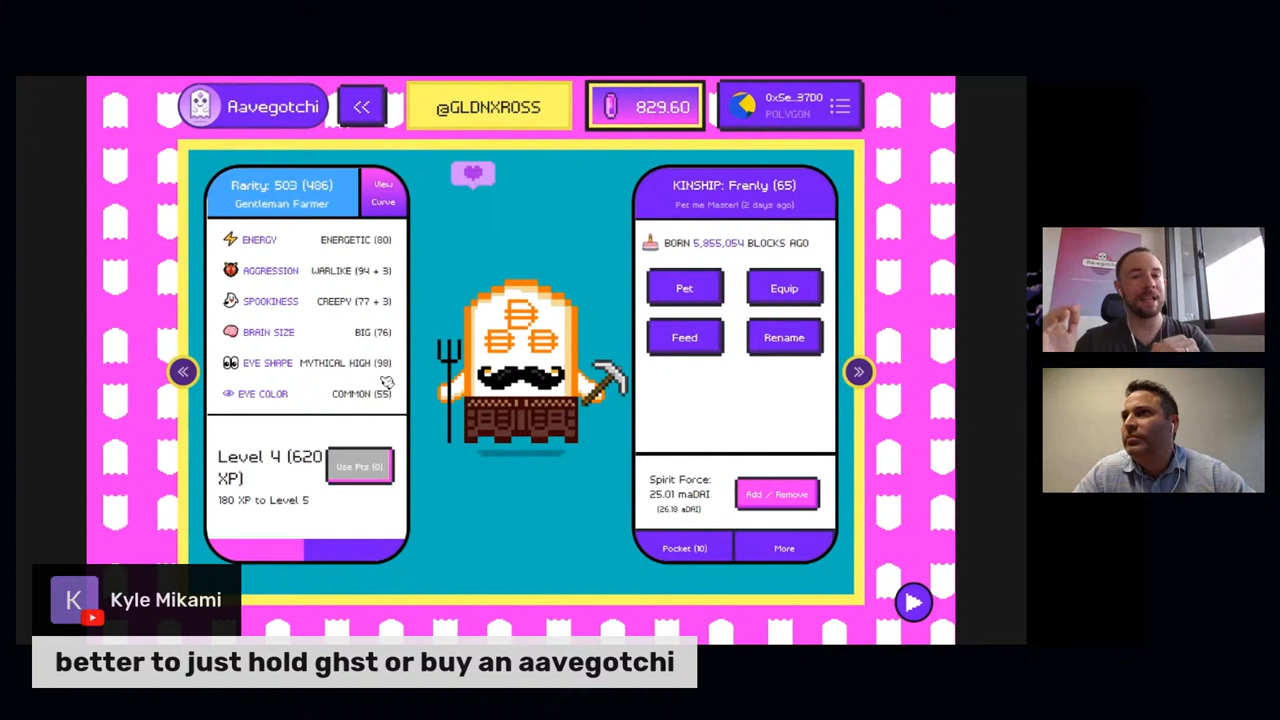 Aavegotchi
<<
@GLDNXROSS
829.60
0x5e...37D0
POLYGON
Rarity: 503 (486)
Gentleman Farmer
View
Curve
ENERGY ENERGETIC (80)
AGGRESSION WARLIKE (94 + 3)
SPOOKINESS CREEPY (77 + 3)
BRAIN SIZE BIG (76)
EYE SHAPE MYTHICAL HIGH (98)
EYE COLOR COMMON (55)
Level 4 (620
XP)
Use Pts (0)
180 XP to Level 5
KINSHIP: Frenly (65)
Pet me Master! (2 days ago)
BORN 5,855,054 BLOCKS AGO
Pet Equip
Feed Rename
Spirit Force:
25.01 maDAI
(26.18 aDAI)
Add / Remove
Pocket (10) More
<<
>>
Aavegotchi
K
Kyle Mikami
better to just hold ghst or buy an aavegotchi